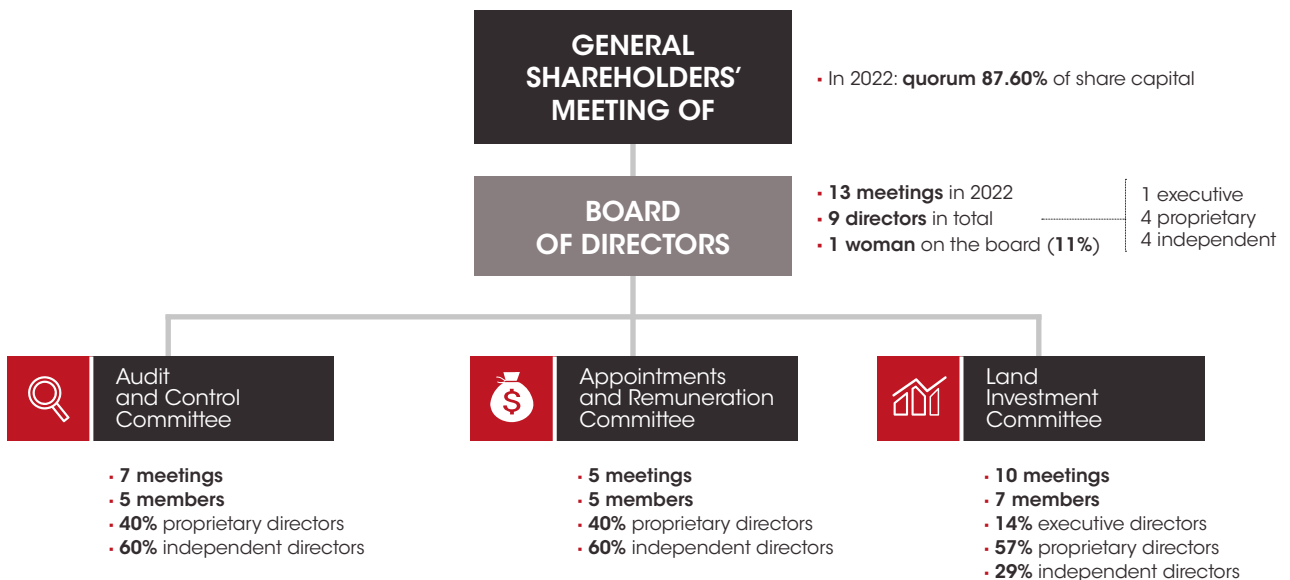 GENERAL
SHAREHOLDERS’
MEETING OF
▪ In 2022: quorum 87.60% of share capital
BOARD
OF DIRECTORS
▪ 13 meetings in 2022
▪ 9 directors in total
▪ 1 woman on the board (11%)
1 executive
4 proprietary
4 independent
Audit
and Control
Committee
▪ 7 meetings
▪ 5 members
▪ 40% proprietary directors
▪ 60% independent directors
$
Appointments
and Remuneration
Committee
▪ 5 meetings
▪ 5 members
▪ 40% proprietary directors
▪ 60% independent directors
Land
Investment
Committee
▪ 10 meetings
▪ 7 members
▪ 14% executive directors
▪ 57% proprietary directors
▪ 29% independent directors